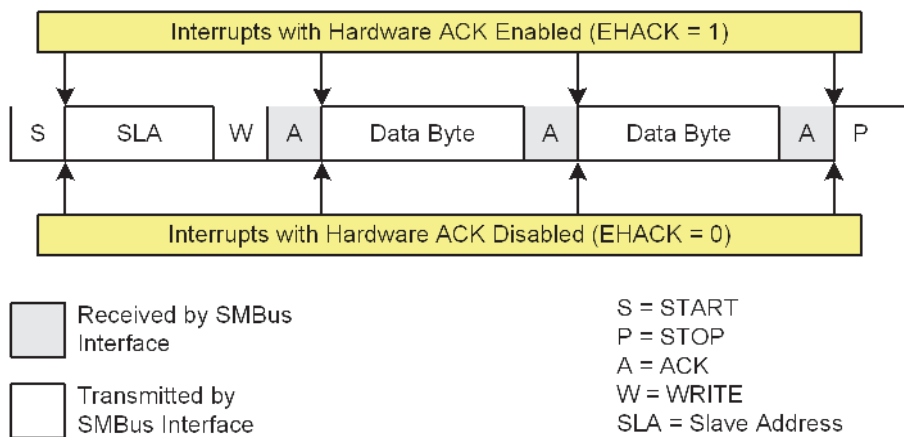 Interrupts with Hardware ACK Enabled (EHACK = 1)
S SLA W A Data Byte A Data Byte A P
Interrupts with Hardware ACK Disabled (EHACK = 0)
Received by SMBus
Interface
Transmitted by
SMBus Interface
S = START
P = STOP
A = ACK
W = WRITE
SLA = Slave Address